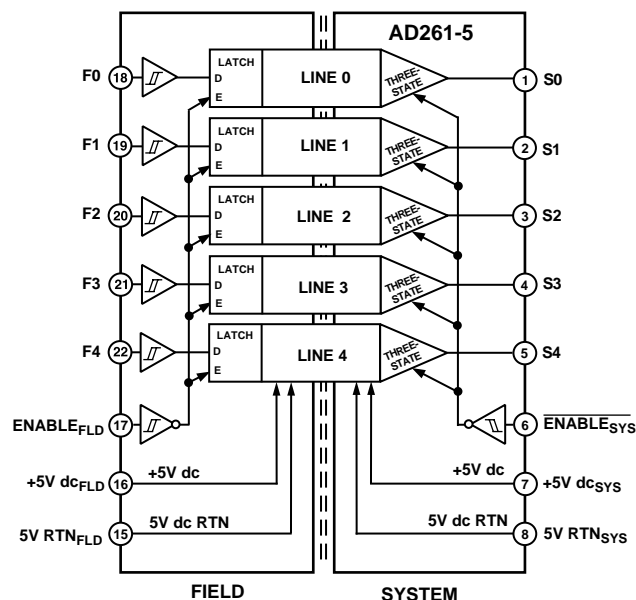 AD261-5
F0 18 LATCH D E LINE 0 THREE-STATE 1 S0
F1 19 LATCH D E LINE 1 THREE-STATE 2 S1
F2 20 LATCH D E LINE 2 THREE-STATE 3 S2
F3 21 LATCH D E LINE 3 THREE-STATE 4 S3
F4 22 LATCH D E LINE 4 THREE-STATE 5 S4
ENABLEFLD 17 6 ENABLESYS
+5V dcFLD 16 +5V dc +5V dc 7 +5V dcSYS
5V RTNFLD 15 5V dc RTN 5V dc RTN 8 5V RTNSYS
FIELD SYSTEM